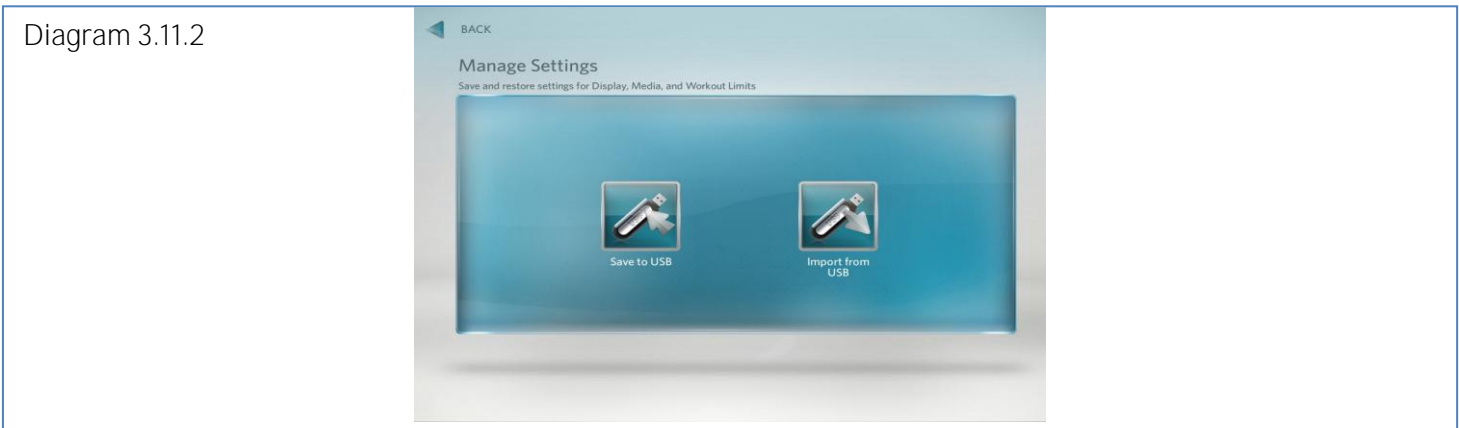 Diagram 3.11.2
BACK
Manage Settings
Save and restore settings for Display, Media, and Workout Limits
Save to USB
Import from
USB